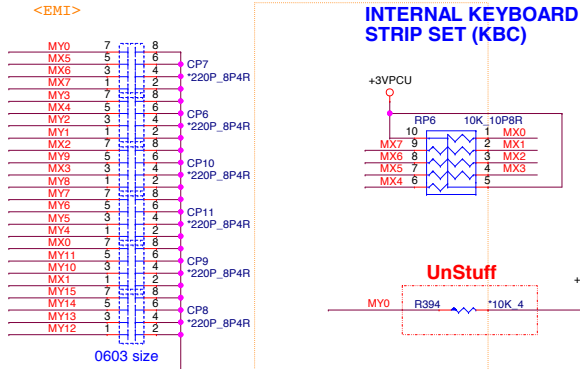 <EMI>
INTERNAL KEYBOARD
STRIP SET (KBC)
MY0 7 8
MX5 5 6
MX6 3 4 CP7
MX7 1 2 *220P_8P4R
MY3 7 8
MX4 5 6
MY2 3 4 CP6
MY1 1 2 *220P_8P4R
MX2 7 8
MY9 5 6
MX3 3 4 CP10
MY8 1 2 *220P_8P4R
MY7 7 8
MY6 5 6
MY5 3 4 CP11
MY4 1 2 *220P_8P4R
MX0 7 8
MY11 5 6
MY10 3 4 CP9
MX1 1 2 *220P_8P4R
MY15 7 8
MY14 5 6
MY13 3 4 CP8
MY12 1 2 *220P_8P4R
0603 size
+3VPCU
RP6 10K_10P8R
10 1 MX0
MX7 9 2 MX1
MX6 8 3 MX2
MX5 7 4 MX3
MX4 6 5
UnStuff
MY0 R394 *10K_4
+